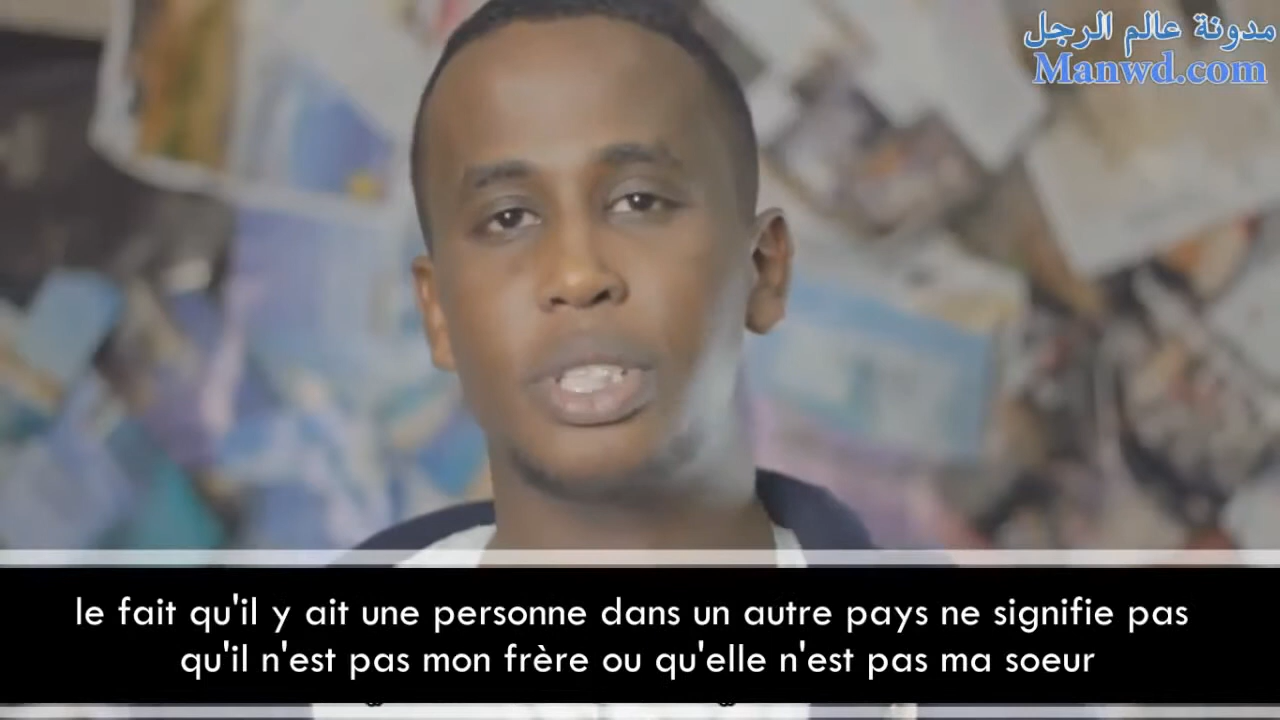 مدونة عالم الرجل
Manwd.com
le fait qu'il y ait une personne dans un autre pays ne signifie pas
qu'il n'est pas mon frère ou qu'elle n'est pas ma soeur